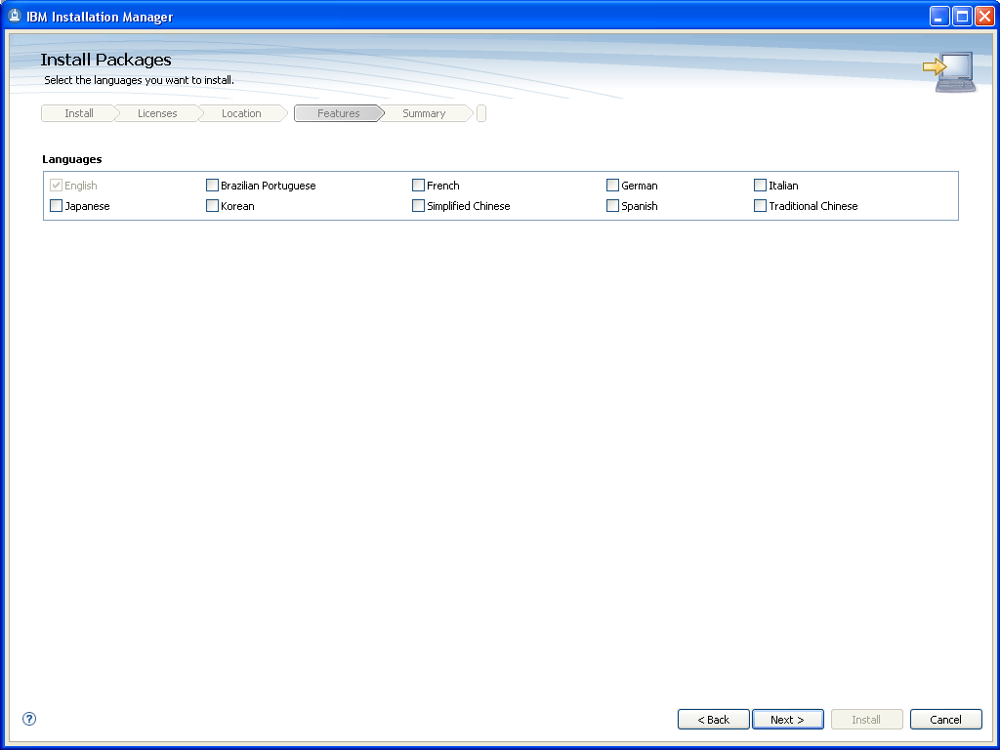 IBM Installation Manager
Install Packages
Select the languages you want to install.
Install Licenses Location Features Summary
Languages
English Brazilian Portuguese French German Italian
Japanese Korean Simplified Chinese Spanish Traditional Chinese
? < Back Next > Install Cancel